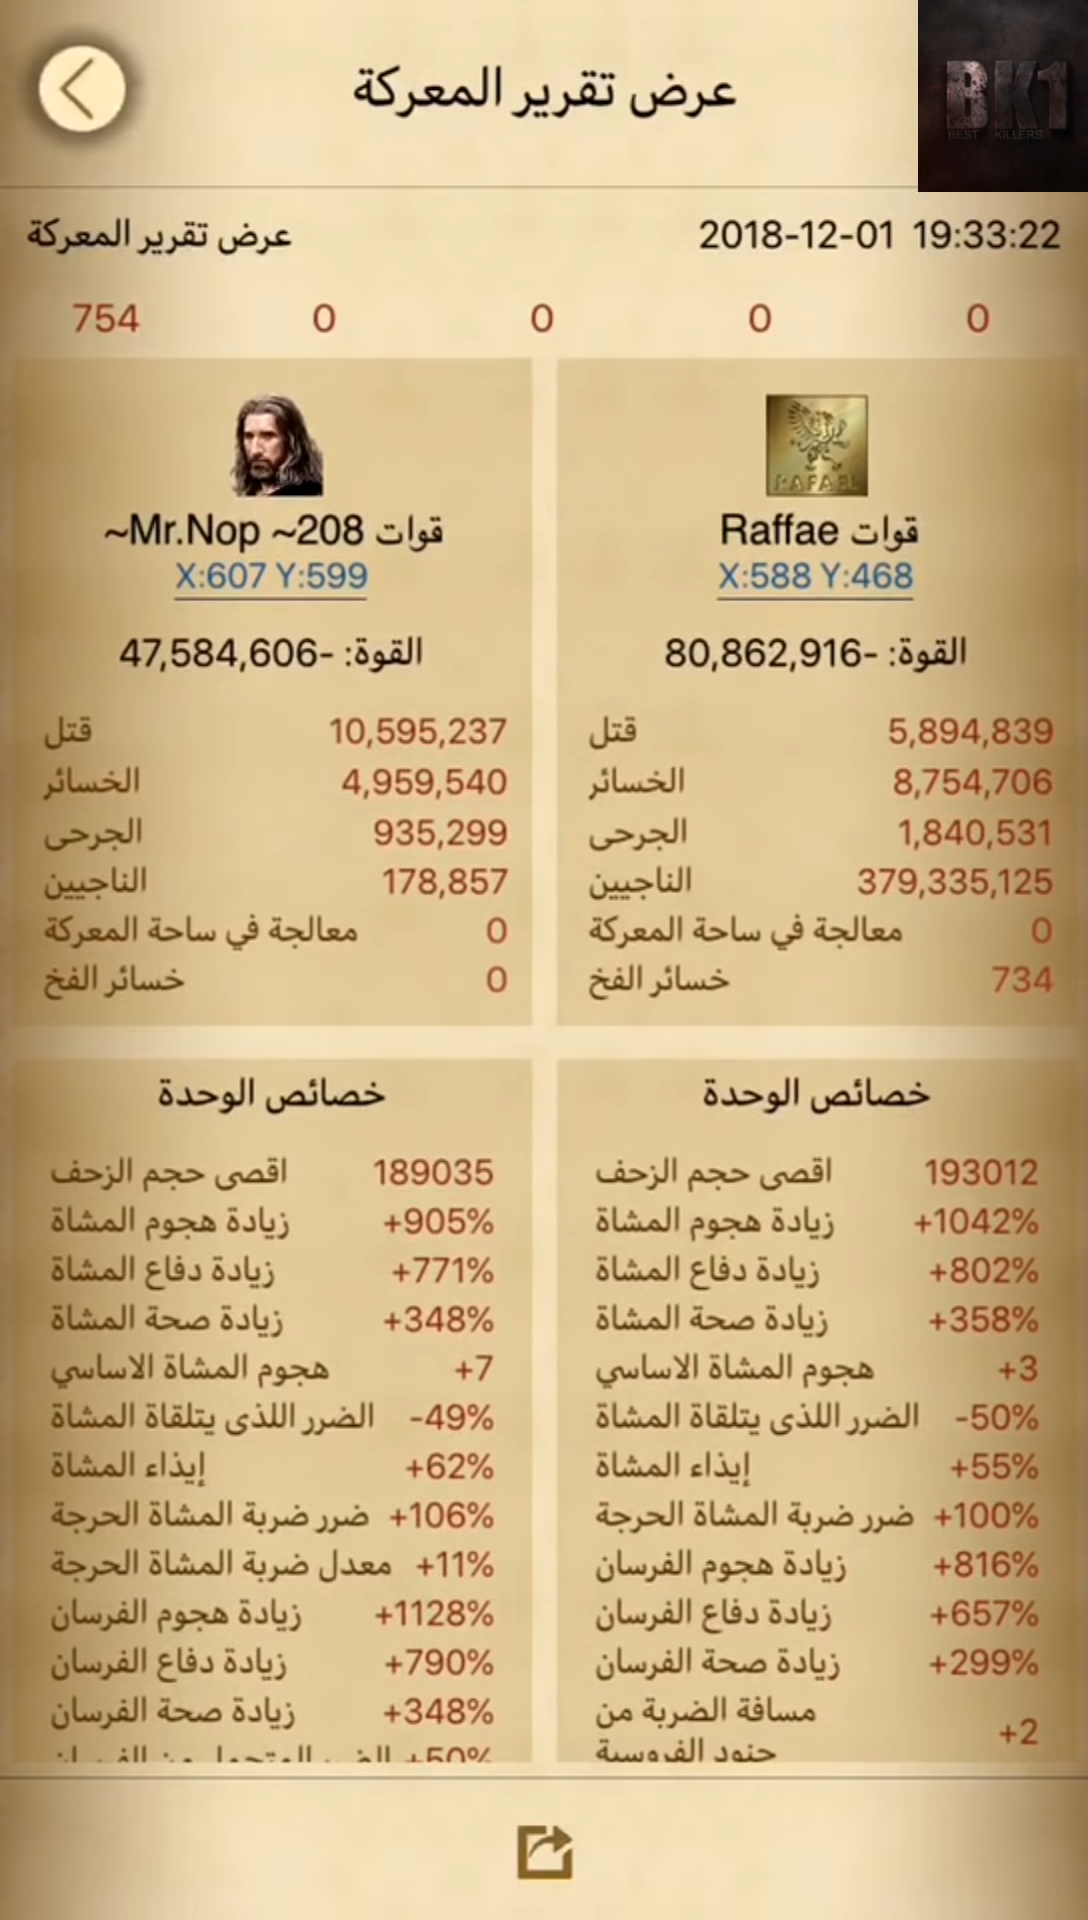 عرض تقرير المعركة
BK1
BEST KILLERS
عرض تقرير المعركة
2018-12-01 19:33:22
754 0 0 0 0
قوات ~Mr.Nop ~208
X:607 Y:599
القوة: -47,584,606
قتل 10,595,237
الخسائر 4,959,540
الجرحى 935,299
الناجيين 178,857
معالجة في ساحة المعركة 0
خسائر الفخ 0
خصائص الوحدة
اقصى حجم الزحف 189035
زيادة هجوم المشاة +905%
زيادة دفاع المشاة +771%
زيادة صحة المشاة +348%
هجوم المشاة الاساسي +7
الضرر اللذى يتلقاة المشاة -49%
إيذاء المشاة +62%
ضرر ضربة المشاة الحرجة +106%
معدل ضربة المشاة الحرجة +11%
زيادة هجوم الفرسان +1128%
زيادة دفاع الفرسان +790%
زيادة صحة الفرسان +348%
+50%
RAFAEL
قوات Raffae
X:588 Y:468
القوة: -80,862,916
قتل 5,894,839
الخسائر 8,754,706
الجرحى 1,840,531
الناجيين 379,335,125
معالجة في ساحة المعركة 0
خسائر الفخ 734
خصائص الوحدة
اقصى حجم الزحف 193012
زيادة هجوم المشاة +1042%
زيادة دفاع المشاة +802%
زيادة صحة المشاة +358%
هجوم المشاة الاساسي +3
الضرر اللذى يتلقاة المشاة -50%
إيذاء المشاة +55%
ضرر ضربة المشاة الحرجة +100%
زيادة هجوم الفرسان +816%
زيادة دفاع الفرسان +657%
زيادة صحة الفرسان +299%
مسافة الضربة من
جنود الفروسية +2